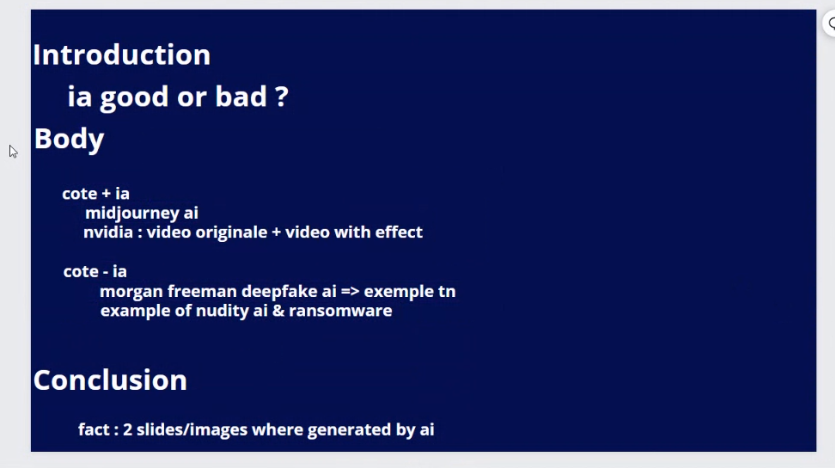 Introduction
ia good or bad ?
Body
cote + ia
midjourney ai
nvidia : video originale + video with effect
cote - ia
morgan freeman deepfake ai => exemple tn
example of nudity ai & ransomware
Conclusion
fact : 2 slides/images where generated by ai